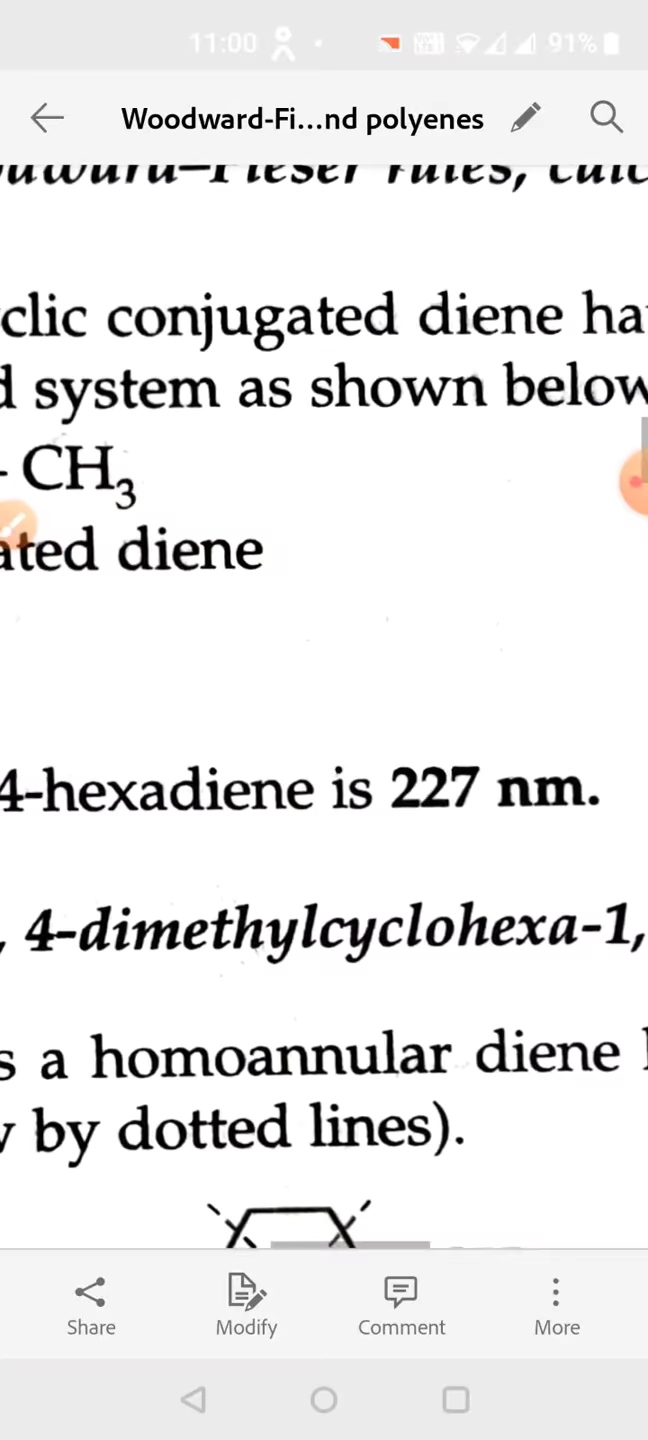 11:00 91%
Woodward-Fi...nd polyenes
clic conjugated diene ha
d system as shown below
- CH3
ated diene
4-hexadiene is 227 nm.
, 4-dimethylcyclohexa-1,
s a homoannular diene
by dotted lines).
Share Modify Comment More